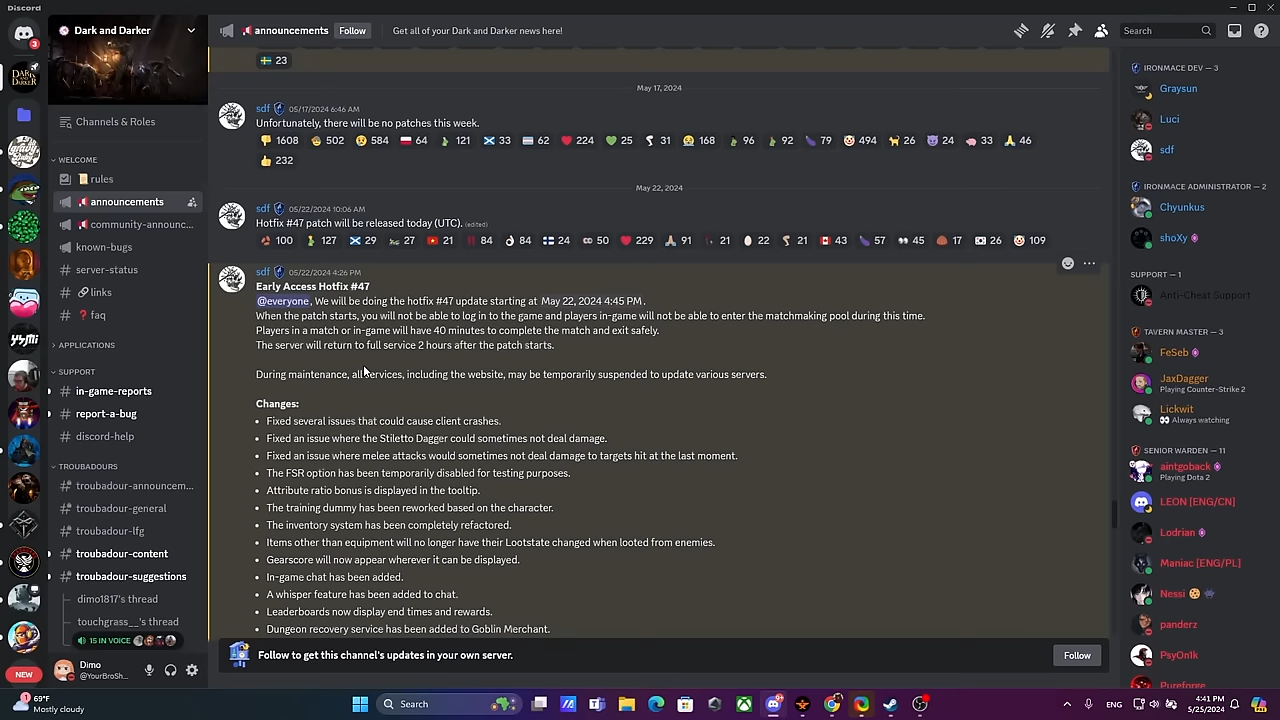 Discord
Dark and Darker
announcements
Follow
Get all of your Dark and Darker news here!
Search
3
23
May 17, 2024
sdf 05/17/2024 6:46 AM
Unfortunately, there will be no patches this week.
1608 502 584 64 121 33 62 224 25 31 168 96 92 79 494 26 24 33 46
232
May 22, 2024
sdf 05/22/2024 10:06 AM
Hotfix #47 patch will be released today (UTC). (edited)
100 127 29 27 21 84 84 24 50 229 91 21 22 21 43 57 45 17 26 109
sdf 05/22/2024 4:26 PM
Early Access Hotfix #47
@everyone, We will be doing the hotfix #47 update starting at May 22, 2024 4:45 PM.
When the patch starts, you will not be able to log in to the game and players in-game will not be able to enter the matchmaking pool during this time.
Players in a match or in-game will have 40 minutes to complete the match and exit safely.
The server will return to full service 2 hours after the patch starts.
During maintenance, all services, including the website, may be temporarily suspended to update various servers.
Changes:
Fixed several issues that could cause client crashes.
Fixed an issue where the Stiletto Dagger could sometimes not deal damage.
Fixed an issue where melee attacks would sometimes not deal damage to targets hit at the last moment.
The FSR option has been temporarily disabled for testing purposes.
Attribute ratio bonus is displayed in the tooltip.
The training dummy has been reworked based on the character.
The inventory system has been completely refactored.
Items other than equipment will no longer have their Lootstate changed when looted from enemies.
Gearscore will now appear wherever it can be displayed.
In-game chat has been added.
A whisper feature has been added to chat.
Leaderboards now display end times and rewards.
Dungeon recovery service has been added to Goblin Merchant.
Follow to get this channel's updates in your own server.
Follow
Channels & Roles
WELCOME
rules
announcements
community-announc...
known-bugs
server-status
links
faq
APPLICATIONS
SUPPORT
in-game-reports
report-a-bug
discord-help
TROUBADOURS
troubadour-announcem...
troubadour-general
troubadour-lfg
troubadour-content
troubadour-suggestions
dimo1817's thread
touchgrass__'s thread
15 IN VOICE
NEW
Dimo
@YourBroSh...
IRONMACE DEV — 3
Graysun
Luci
sdf
IRONMACE ADMINISTRATOR — 2
Chyunkus
shoXy
SUPPORT — 1
Anti-Cheat Support
TAVERN MASTER — 3
FeSeb
JaxDagger
Playing Counter-Strike 2
Lickwit
Always watching
SENIOR WARDEN — 11
aintgoback
Playing Dota 2
LEON [ENG/CN]
Lodrian
Maniac [ENG/PL]
Nessi
panderz
PsyOn1k
Pureforge
1
69°F
Mostly cloudy
Search
4:41 PM
5/25/2024